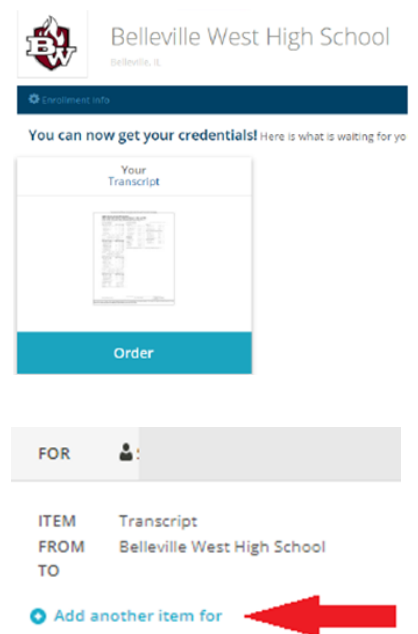 BW
Belleville West High School
Belleville, IL
Enrollment Info
You can now get your credentials! Here is what is waiting for yo
Your
Transcript
Order
FOR
ITEM Transcript
FROM Belleville West High School
TO
Add another item for